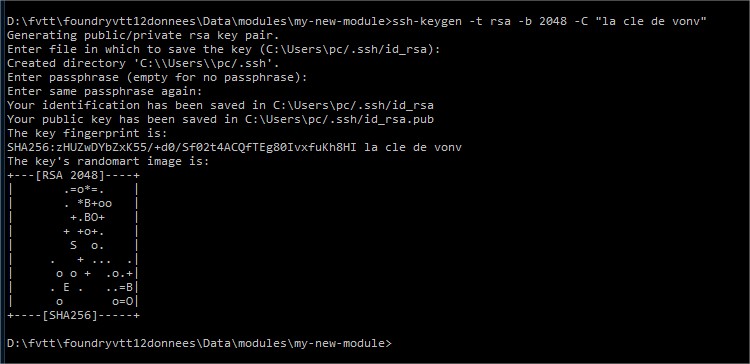 D:\fvtt\foundryvtt12donnees\Data\modules\my-new-module>ssh-keygen -t rsa -b 2048 -C "la cle de vonv"
Generating public/private rsa key pair.
Enter file in which to save the key (C:\Users\pc/.ssh/id_rsa):
Created directory 'C:\\Users\\pc/.ssh'.
Enter passphrase (empty for no passphrase):
Enter same passphrase again:
Your identification has been saved in C:\Users\pc/.ssh/id_rsa
Your public key has been saved in C:\Users\pc/.ssh/id_rsa.pub
The key fingerprint is:
SHA256:zHUZwDYbZxK55/+d0/Sf02t4ACQfTEg80IvxfuKh8HI la cle de vonv
The key's randomart image is:
+---[RSA 2048]----+
|      .=o*=.     |
|      . *B+oo    |
|       +.BO+     |
|      + +o+.     |
|       S  o.     |
|    .   + ... .|
|     o o +  .o.+|
|    . E .   ..=B|
|     o       o=O|
+----[SHA256]-----+
D:\fvtt\foundryvtt12donnees\Data\modules\my-new-module>